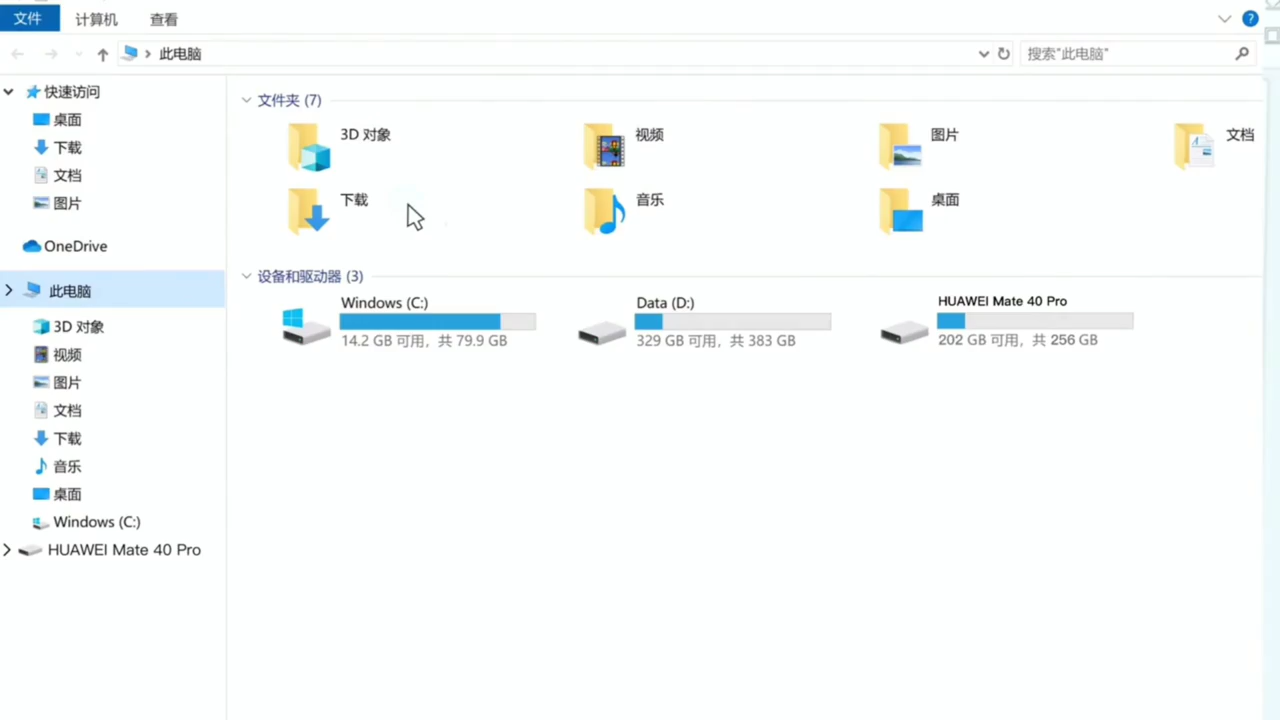 文件 计算机 查看
此电脑 搜索"此电脑"
快速访问
桌面
下载
文档
图片
OneDrive
此电脑
3D 对象
视频
图片
文档
下载
音乐
桌面
Windows (C:)
HUAWEI Mate 40 Pro
文件夹 (7)
3D 对象 视频 图片 文档
下载 音乐 桌面
设备和驱动器 (3)
Windows (C:) Data (D:) HUAWEI Mate 40 Pro
14.2 GB 可用，共 79.9 GB 329 GB 可用，共 383 GB 202 GB 可用，共 256 GB